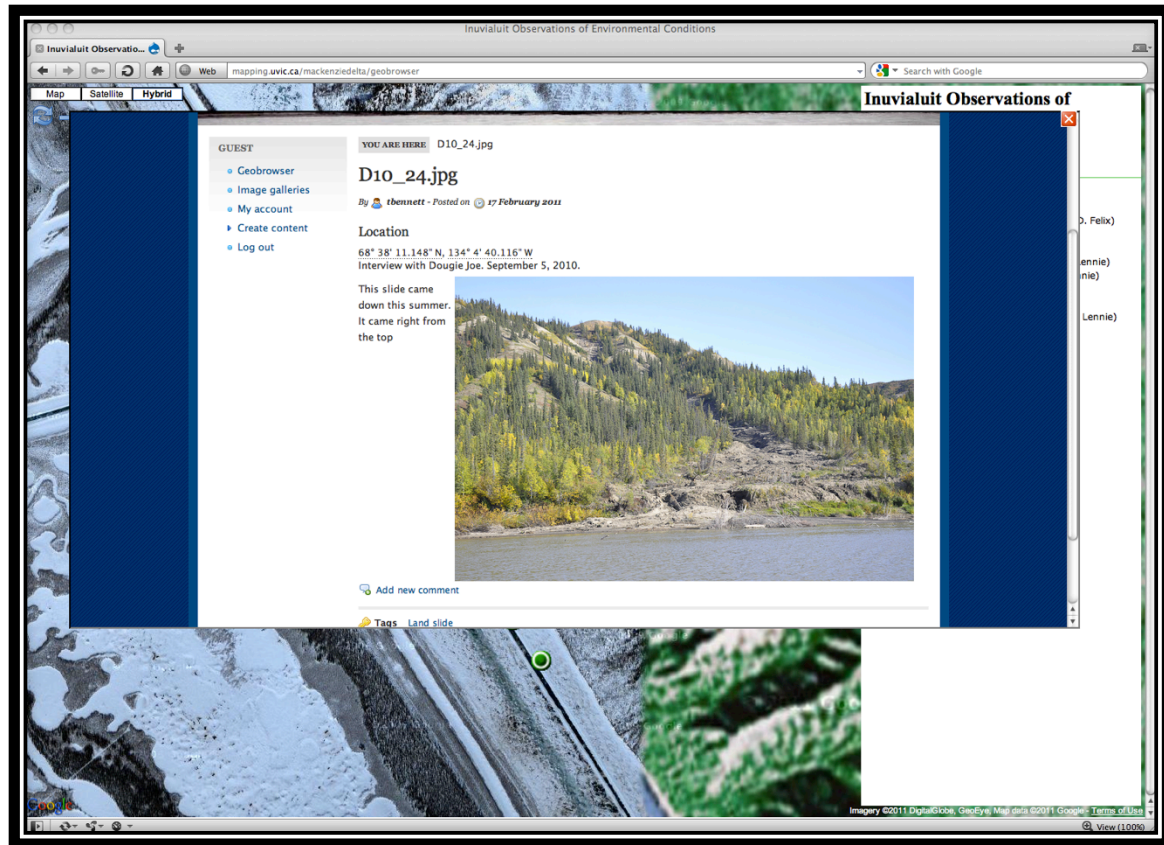 Inuvialuit Observations of Environmental Conditions
Inuvialuit Observatio...
Web mapping.uvic.ca/mackenziedelta/geobrowser
Search with Google
Map Satellite Hybrid
Inuvialuit Observations of
GUEST
Geobrowser
Image galleries
My account
Create content
Log out
YOU ARE HERE D10_24.jpg
D10_24.jpg
By tbennett - Posted on 17 February 2011
Location
68° 38' 11.148" N, 134° 4' 40.116" W
Interview with Dougie Joe. September 5, 2010.
This slide came
down this summer.
It came right from
the top
Add new comment
Tags Land slide
D. Felix)
Lennie)
nie)
Lennie)
Google
Imagery ©2011 DigitalGlobe, GeoEye, Map data ©2011 Google - Terms of Use
View (100%)